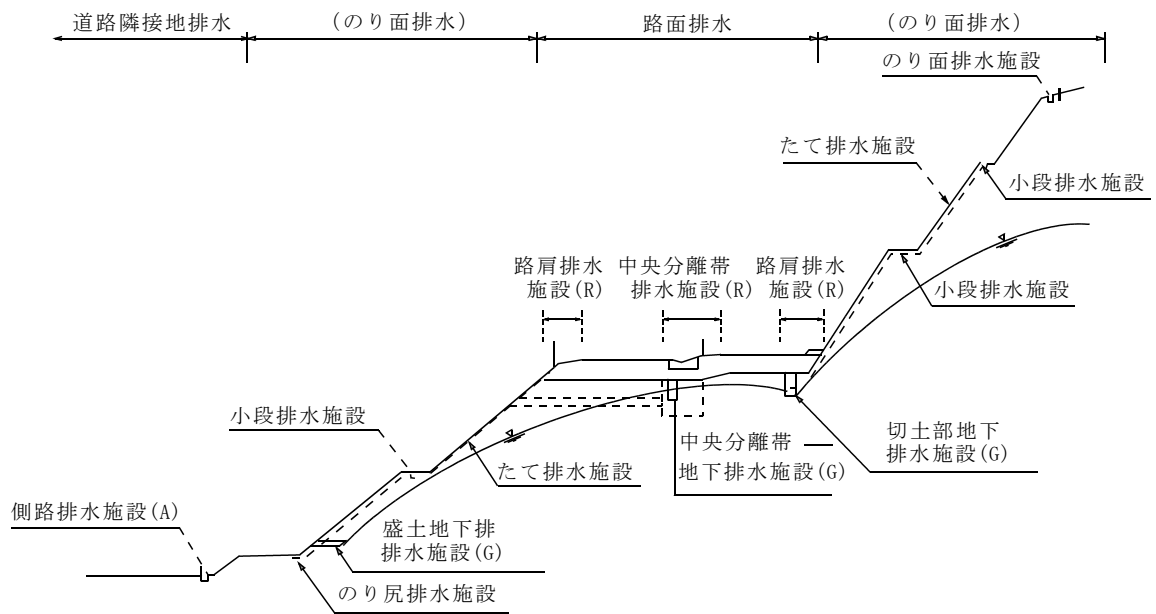 道路隣接地排水
(のり面排水)
路面排水
(のり面排水)
のり面排水施設
たて排水施設
小段排水施設
路肩排水
施設(R)
中央分離帯
排水施設(R)
路肩排水
施設(R)
小段排水施設
小段排水施設
たて排水施設
中央分離帯
地下排水施設(G)
切土部地下
排水施設(G)
側路排水施設(A)
盛土地下排
排水施設(G)
のり尻排水施設